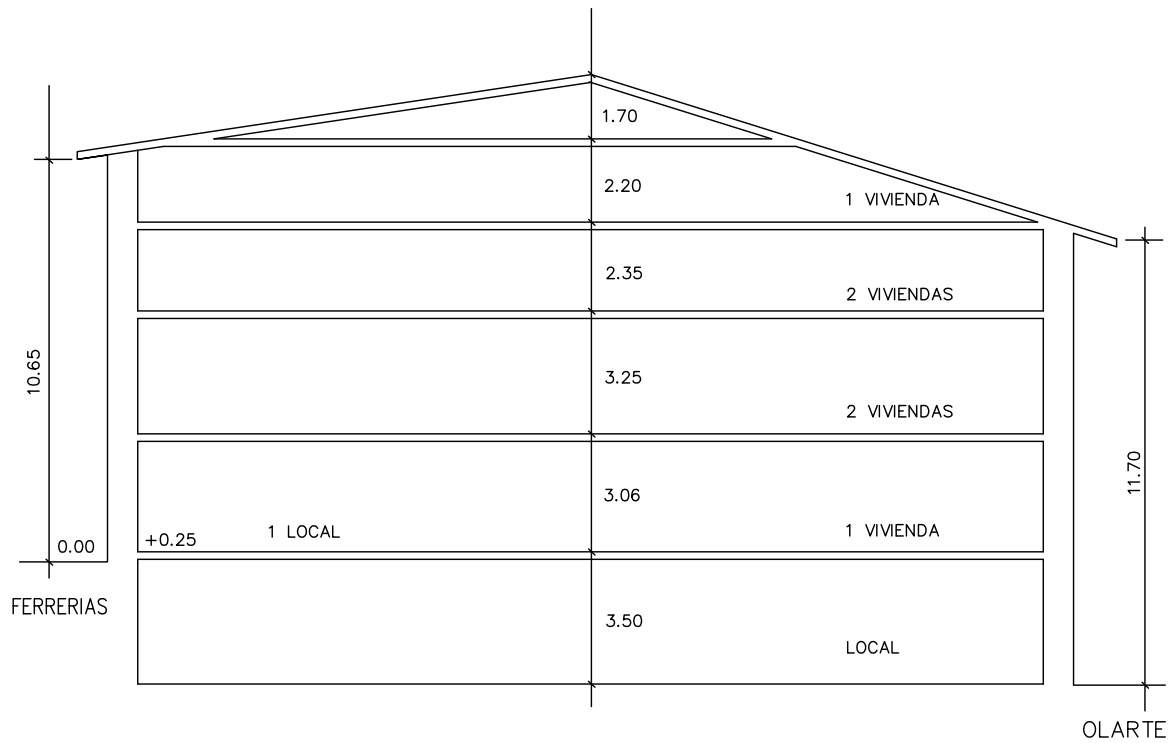 1.70
2.20
1 VIVIENDA
2.35
2 VIVIENDAS
10.65
3.25
2 VIVIENDAS
11.70
3.06
1 LOCAL
1 VIVIENDA
0.00
+0.25
FERRERIAS
3.50
LOCAL
OLARTE